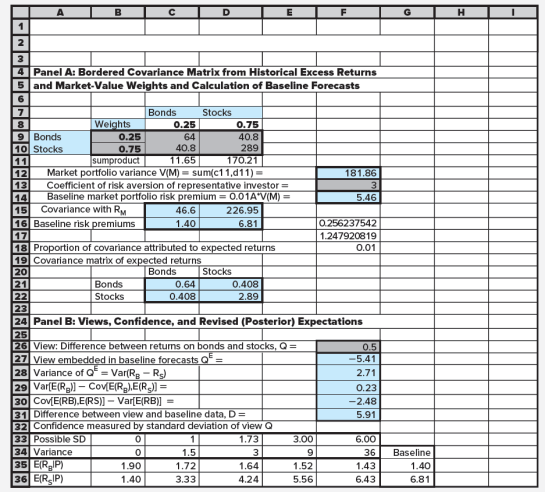 A B C D E F G H I
1
2
3
4 Panel A: Bordered Covariance Matrix from Historical Excess Returns
5 and Market-Value Weights and Calculation of Baseline Forecasts
6
7 Bonds Stocks
8 Weights 0.25 0.75
9 Bonds 0.25 64 40.8
10 Stocks 0.75 40.8 289
11 sumproduct 11.65 170.21
12 Market portfolio variance V(M) = sum(c11,d11) = 181.86
13 Coefficient of risk aversion of representative investor = 3
14 Baseline market portfolio risk premium = 0.01A*V(M) = 5.46
15 Covariance with RM 46.6 226.95
16 Baseline risk premiums 1.40 6.81 0.256237542
17 1.247920819
18 Proportion of covariance attributed to expected returns 0.01
19 Covariance matrix of expected returns
20 Bonds Stocks
21 Bonds 0.64 0.408
22 Stocks 0.408 2.89
23
24 Panel B: Views, Confidence, and Revised (Posterior) Expectations
25
26 View: Difference between returns on bonds and stocks, Q = 0.5
27 View embedded in baseline forecasts QE = −5.41
28 Variance of QE = Var(RB − RS) 2.71
29 Var[E(RB)] − Cov[E(RB),E(RS)] = 0.23
30 Cov[E(RB),E(RS)] − Var[E(RB)] = −2.48
31 Difference between view and baseline data, D = 5.91
32 Confidence measured by standard deviation of view Q
33 Possible SD 0 1 1.73 3.00 6.00
34 Variance 0 1.5 3 9 36 Baseline
35 E(RB|P) 1.90 1.72 1.64 1.52 1.43 1.40
36 E(RS|P) 1.40 3.33 4.24 5.56 6.43 6.81